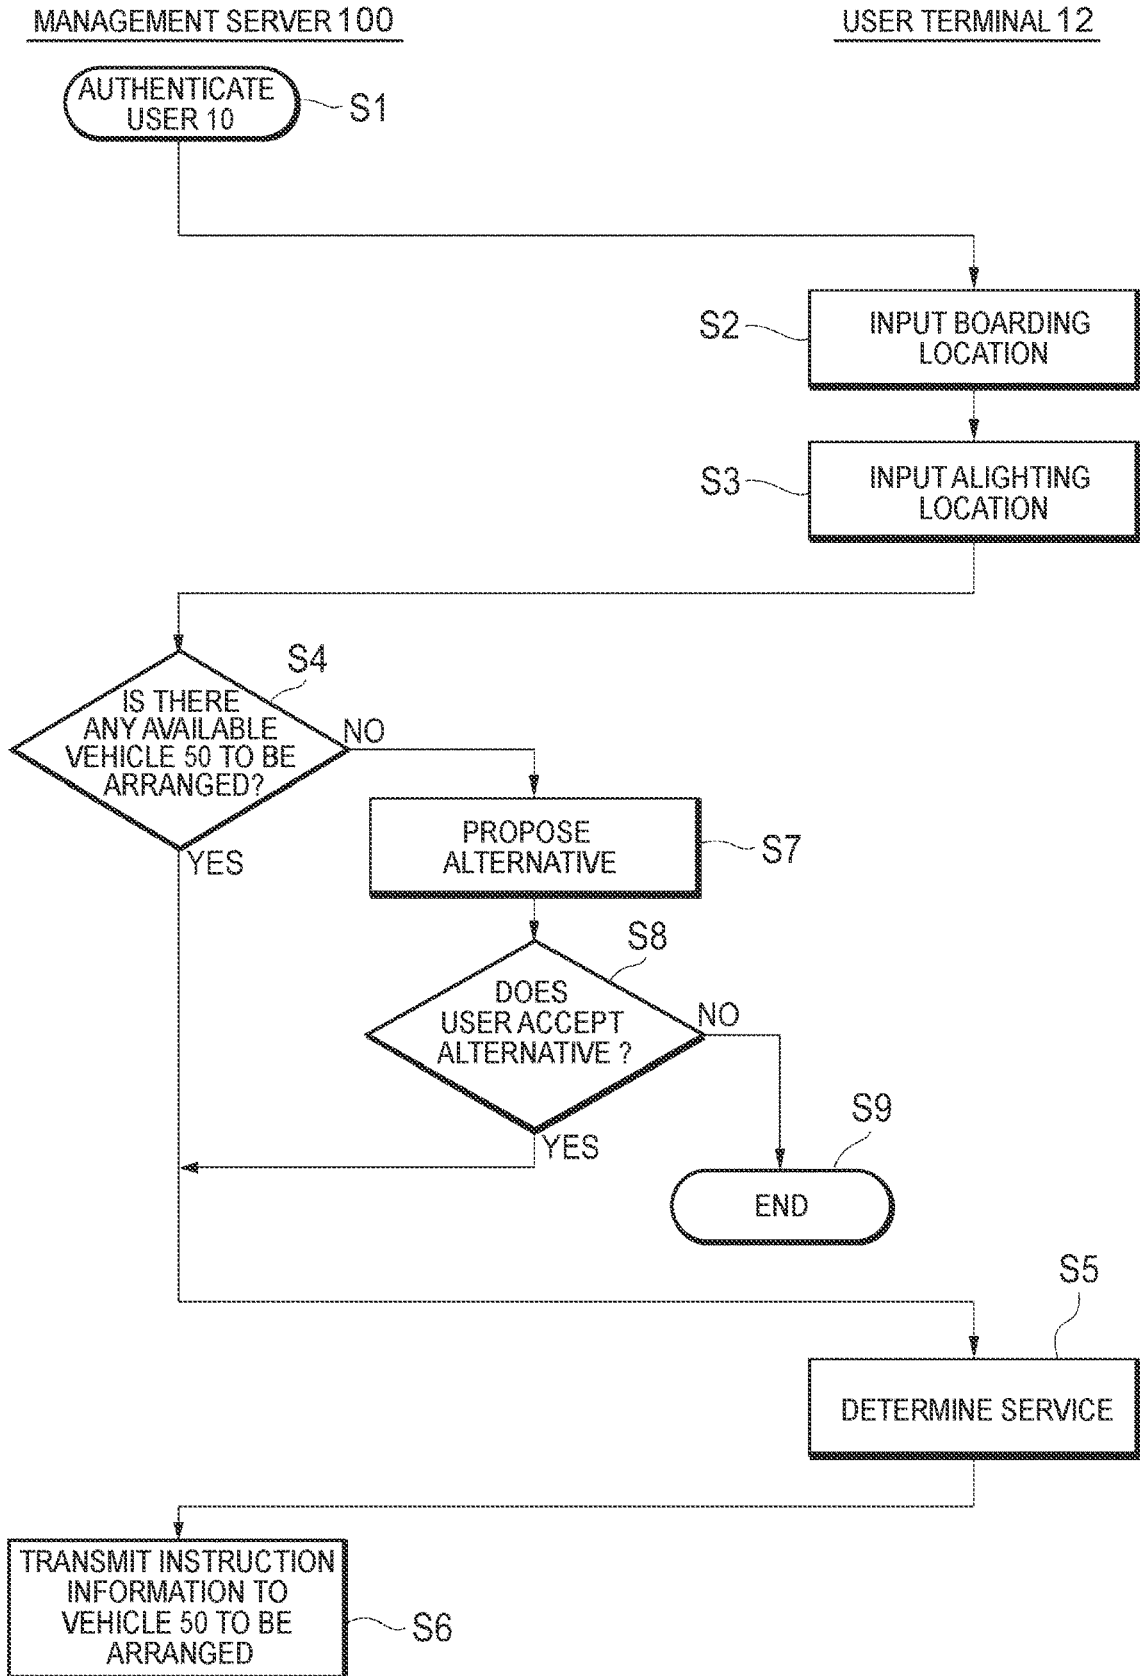 MANAGEMENT SERVER 100
USER TERMINAL 12
AUTHENTICATE
USER 10
S1
S2
INPUT BOARDING
LOCATION
S3
INPUT ALIGHTING
LOCATION
S4
IS THERE
ANY AVAILABLE
VEHICLE 50 TO BE
ARRANGED?
NO
YES
PROPOSE
ALTERNATIVE
S7
S8
DOES
USER ACCEPT
ALTERNATIVE ?
NO
YES
S9
END
S5
DETERMINE SERVICE
TRANSMIT INSTRUCTION
INFORMATION TO
VEHICLE 50 TO BE
ARRANGED
S6